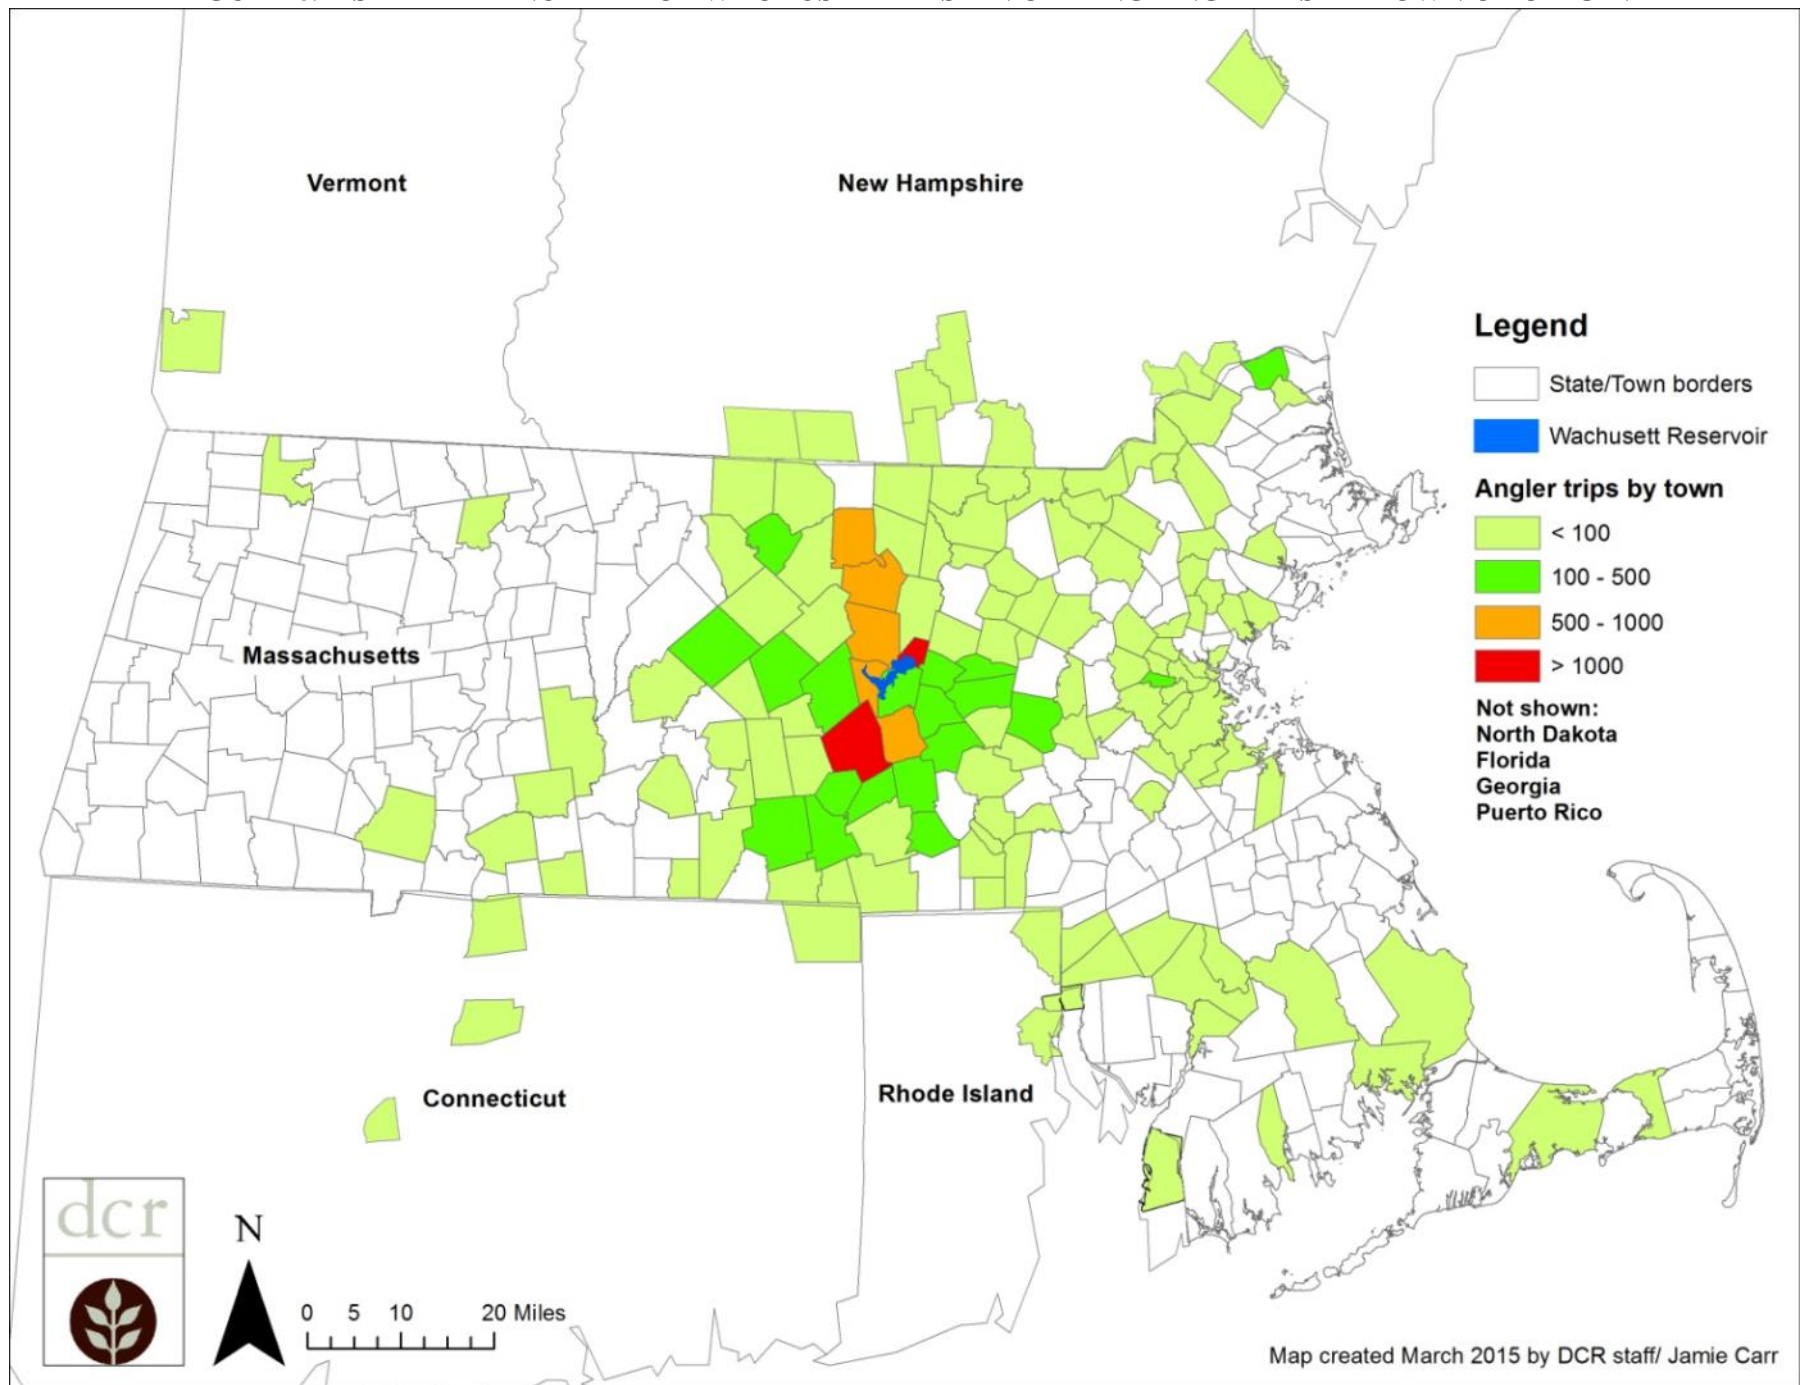 Vermont
New Hampshire
Massachusetts
Connecticut
Rhode Island
Legend
State/Town borders
Wachusett Reservoir
Angler trips by town
< 100
100 - 500
500 - 1000
> 1000
Not shown:
North Dakota
Florida
Georgia
Puerto Rico
dcr
N
0 5 10 20 Miles
Map created March 2015 by DCR staff/ Jamie Carr